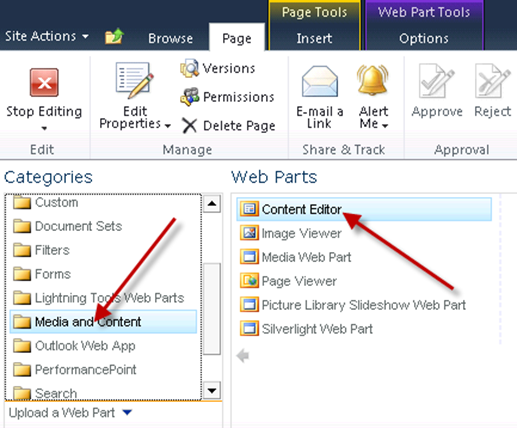 Page Tools Web Part Tools
Site Actions Browse Page Insert Options
Stop Editing
Edit Properties
Versions
Permissions
Delete Page
E-mail a Link
Alert Me
Approve
Reject
Edit Manage Share & Track Approval
Categories
Custom
Document Sets
Filters
Forms
Lightning Tools Web Parts
Media and Content
Outlook Web App
PerformancePoint
Search
Upload a Web Part
Web Parts
Content Editor
Image Viewer
Media Web Part
Page Viewer
Picture Library Slideshow Web Part
Silverlight Web Part